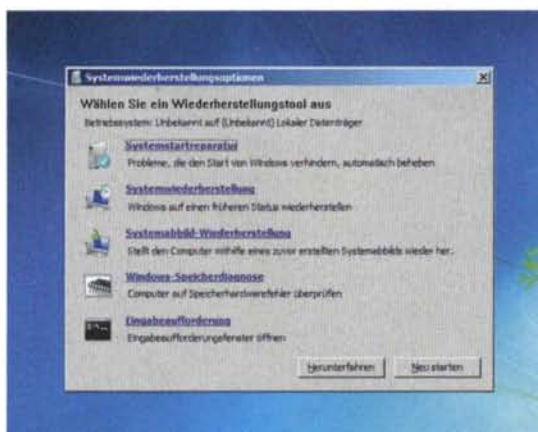 Systemwiederherstellungsoptionen
Wählen Sie ein Wiederherstellungstool aus
Betriebssystem: Unbekannt auf (Unbekannt) Lokaler Datenträger
Systemstartreparatur
Probleme, die den Start von Windows verhindern, automatisch beheben
Systemwiederherstellung
Windows auf einen früheren Status wiederherstellen
Systemabbild-Wiederherstellung
Stellt den Computer mithilfe eines zuvor erstellten Systemabbilds wieder her.
Windows-Speicherdiagnose
Computer auf Speicherhardwarefehler überprüfen
Eingabeaufforderung
Eingabeaufforderungsfenster öffnen
Herunterfahren
Neu starten